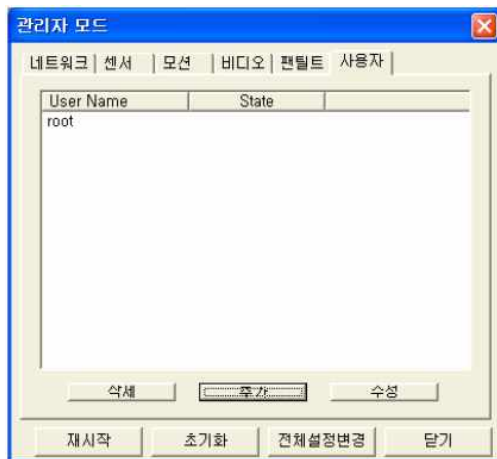 관리자 모드
네트워크 센서 모션 비디오 팬틸트 사용자
User Name State
root
삭제 추가 수정
재시작 초기화 전체설정변경 닫기